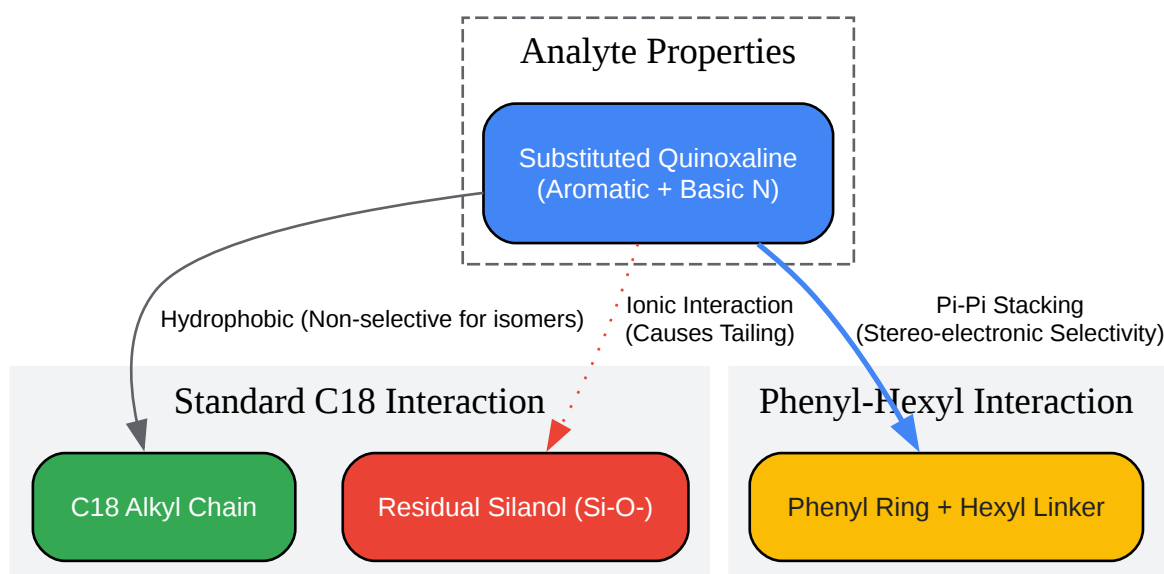 Analyte Properties
Substituted Quinoxaline
(Aromatic + Basic N)
Hydrophobic (Non-selective for isomers)
Ionic Interaction
(Causes Tailing)
Pi-Pi Stacking
(Stereo-electronic Selectivity)
Standard C18 Interaction
Phenyl-Hexyl Interaction
C18 Alkyl Chain
Residual Silanol (Si-O-)
Phenyl Ring + Hexyl Linker